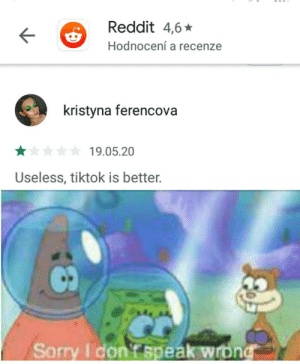 Reddit 4,6★
Hodnocení a recenze
kristyna ferencova
19.05.20
Useless, tiktok is better.
Sorry I don't speak wrong